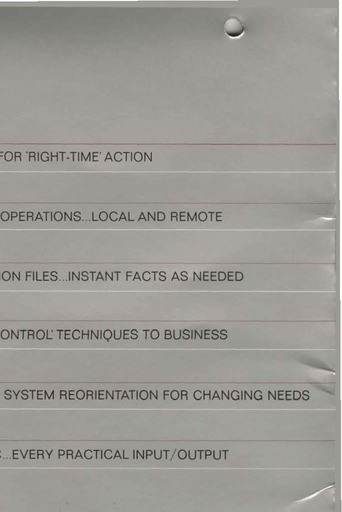 FOR 'RIGHT-TIME' ACTION
OPERATIONS...LOCAL AND REMOTE
ION FILES...INSTANT FACTS AS NEEDED
ONTROL' TECHNIQUES TO BUSINESS
SYSTEM REORIENTATION FOR CHANGING NEEDS
...EVERY PRACTICAL INPUT/OUTPUT